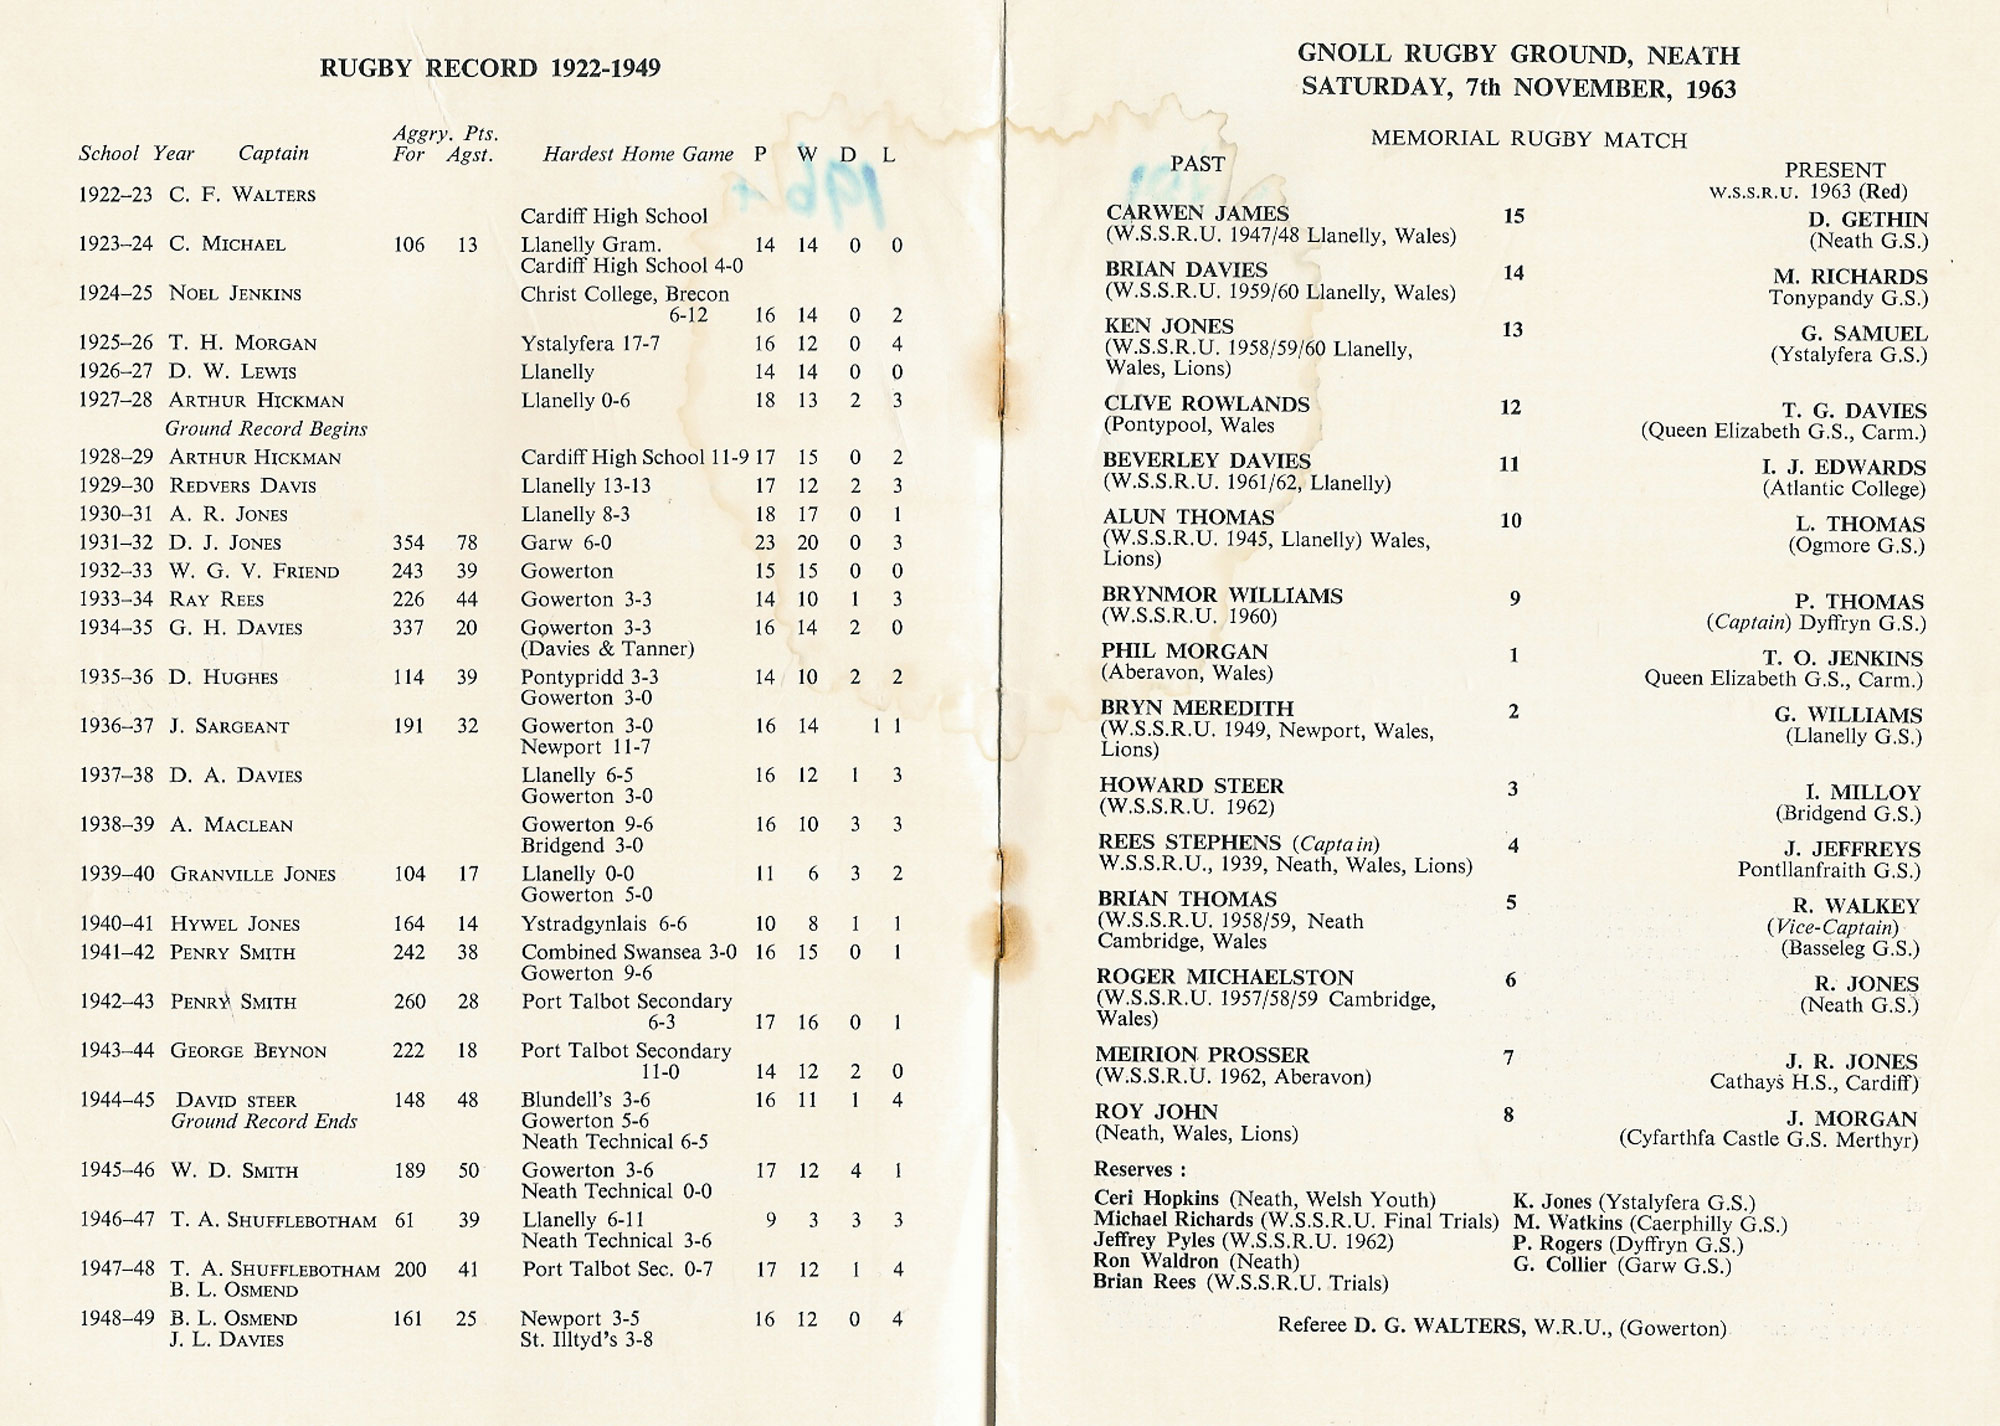 RUGBY RECORD 1922-1949
Aggry. Pts.
School Year Captain For Agst. Hardest Home Game P W D L
1922–23 C. F. WALTERS
Cardiff High School
1923–24 C. MICHAEL 106 13 Llanelly Gram. 14 14 0 0
Cardiff High School 4-0
1924–25 NOEL JENKINS Christ College, Brecon
6-12 16 14 0 2
1925–26 T. H. MORGAN Ystalyfera 17-7 16 12 0 4
1926–27 D. W. LEWIS Llanelly 14 14 0 0
1927–28 ARTHUR HICKMAN Llanelly 0-6 18 13 2 3
Ground Record Begins
1928–29 ARTHUR HICKMAN Cardiff High School 11-9 17 15 0 2
1929–30 REDVERS DAVIS Llanelly 13-13 17 12 2 3
1930–31 A. R. JONES Llanelly 8-3 18 17 0 1
1931–32 D. J. JONES 354 78 Garw 6-0 23 20 0 3
1932–33 W. G. V. FRIEND 243 39 Gowerton 15 15 0 0
1933–34 RAY REES 226 44 Gowerton 3-3 14 10 1 3
1934–35 G. H. DAVIES 337 20 Gowerton 3-3 16 14 2 0
(Davies & Tanner)
1935–36 D. HUGHES 114 39 Pontypridd 3-3 14 10 2 2
Gowerton 3-0
1936–37 J. SARGEANT 191 32 Gowerton 3-0 16 14 1 1
Newport 11-7
1937–38 D. A. DAVIES Llanelly 6-5 16 12 1 3
Gowerton 3-0
1938–39 A. MACLEAN Gowerton 9-6 16 10 3 3
Bridgend 3-0
1939–40 GRANVILLE JONES 104 17 Llanelly 0-0 11 6 3 2
Gowerton 5-0
1940–41 HYWEL JONES 164 14 Ystradgynlais 6-6 10 8 1 1
1941–42 PENRY SMITH 242 38 Combined Swansea 3-0 16 15 0 1
Gowerton 9-6
1942–43 PENRY SMITH 260 28 Port Talbot Secondary
6-3 17 16 0 1
1943–44 GEORGE BEYNON 222 18 Port Talbot Secondary
11-0 14 12 2 0
1944–45 DAVID STEER 148 48 Blundell's 3-6 16 11 1 4
Ground Record Ends Gowerton 5-6
Neath Technical 6-5
1945–46 W. D. SMITH 189 50 Gowerton 3-6 17 12 4 1
Neath Technical 0-0
1946–47 T. A. SHUFFLEBOTHAM 61 39 Llanelly 6-11 9 3 3 3
Neath Technical 3-6
1947–48 T. A. SHUFFLEBOTHAM 200 41 Port Talbot Sec. 0-7 17 12 1 4
B. L. OSMEND
1948–49 B. L. OSMEND 161 25 Newport 3-5 16 12 0 4
J. L. DAVIES St. Illtyd's 3-8
GNOLL RUGBY GROUND, NEATH
SATURDAY, 7th NOVEMBER, 1963
MEMORIAL RUGBY MATCH
PAST PRESENT
W.S.S.R.U. 1963 (Red)
CARWEN JAMES 15 D. GETHIN
(W.S.S.R.U. 1947/48 Llanelly, Wales) (Neath G.S.)
BRIAN DAVIES 14 M. RICHARDS
(W.S.S.R.U. 1959/60 Llanelly, Wales) Tonypandy G.S.)
KEN JONES 13 G. SAMUEL
(W.S.S.R.U. 1958/59/60 Llanelly, (Ystalyfera G.S.)
Wales, Lions)
CLIVE ROWLANDS 12 T. G. DAVIES
(Pontypool, Wales (Queen Elizabeth G.S., Carm.)
BEVERLEY DAVIES 11 I. J. EDWARDS
(W.S.S.R.U. 1961/62, Llanelly) (Atlantic College)
ALUN THOMAS 10 L. THOMAS
(W.S.S.R.U. 1945, Llanelly) Wales, (Ogmore G.S.)
Lions)
BRYNMOR WILLIAMS 9 P. THOMAS
(W.S.S.R.U. 1960) (Captain) Dyffryn G.S.)
PHIL MORGAN 1 T. O. JENKINS
(Aberavon, Wales) Queen Elizabeth G.S., Carm.)
BRYN MEREDITH 2 G. WILLIAMS
(W.S.S.R.U. 1949, Newport, Wales, (Llanelly G.S.)
Lions)
HOWARD STEER 3 I. MILLOY
(W.S.S.R.U. 1962) (Bridgend G.S.)
REES STEPHENS (Captain) 4 J. JEFFREYS
W.S.S.R.U., 1939, Neath, Wales, Lions) Pontllanfraith G.S.)
BRIAN THOMAS 5 R. WALKEY
(W.S.S.R.U. 1958/59, Neath (Vice-Captain)
Cambridge, Wales (Basseleg G.S.)
ROGER MICHAELSTON 6 R. JONES
(W.S.S.R.U. 1957/58/59 Cambridge, (Neath G.S.)
Wales)
MEIRION PROSSER 7 J. R. JONES
(W.S.S.R.U. 1962, Aberavon) Cathays H.S., Cardiff)
ROY JOHN 8 J. MORGAN
(Neath, Wales, Lions) (Cyfarthfa Castle G.S. Merthyr)
Reserves :
Ceri Hopkins (Neath, Welsh Youth) K. Jones (Ystalyfera G.S.)
Michael Richards (W.S.S.R.U. Final Trials) M. Watkins (Caerphilly G.S.)
Jeffrey Pyles (W.S.S.R.U. 1962) P. Rogers (Dyffryn G.S.)
Ron Waldron (Neath) G. Collier (Garw G.S.)
Brian Rees (W.S.S.R.U. Trials)
Referee D. G. WALTERS, W.R.U., (Gowerton)